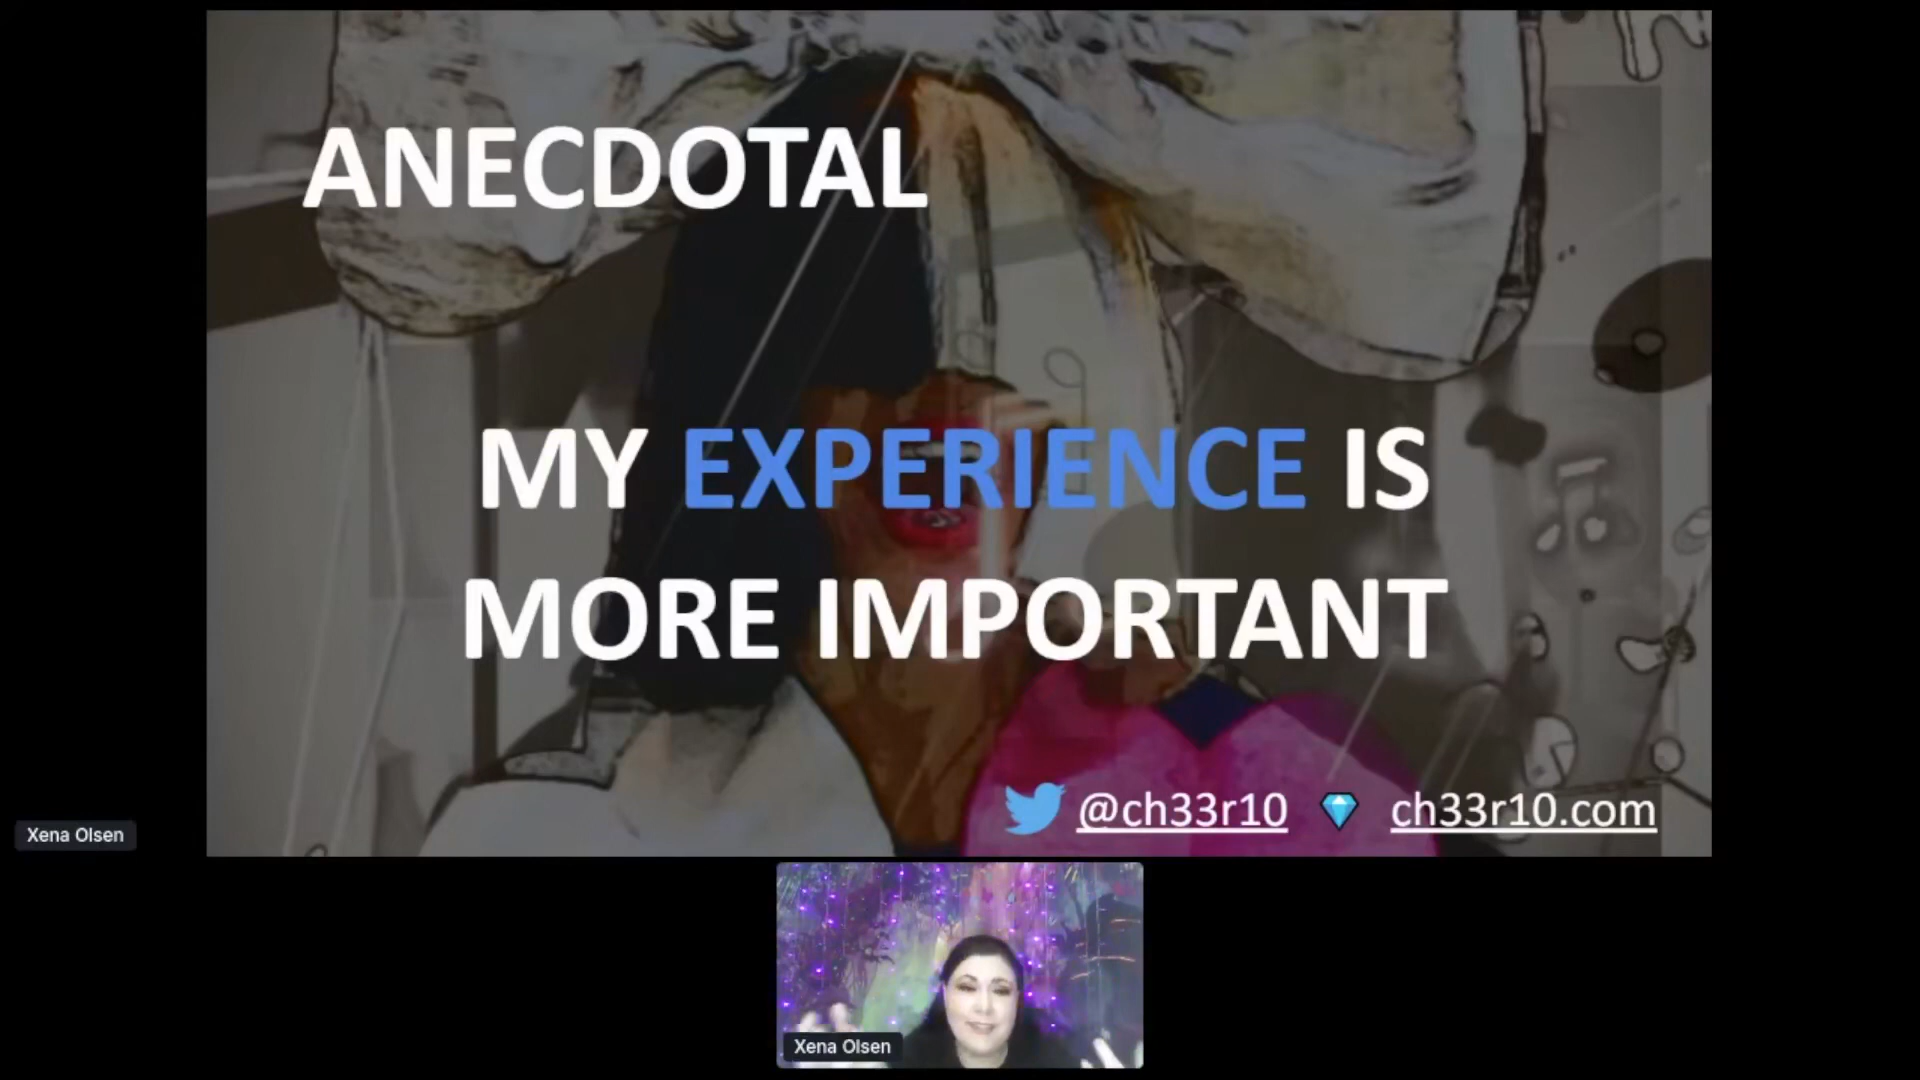 ANECDOTAL
MY EXPERIENCE IS
MORE IMPORTANT
@ch33r10 ch33r10.com
Xena Olsen
Xena Olsen